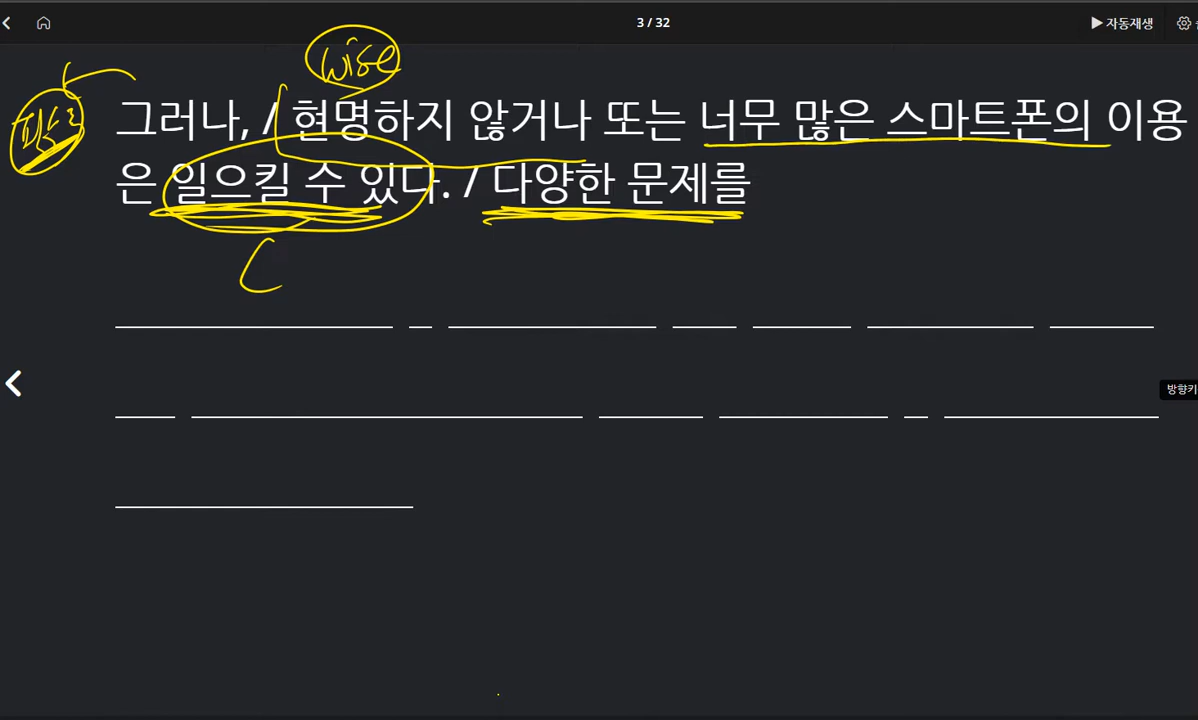 3 / 32
▶ 자동재생
wise
그러나, / 현명하지 않거나 또는 너무 많은 스마트폰의 이용
은 일으킬 수 있다. / 다양한 문제를
C
방향키